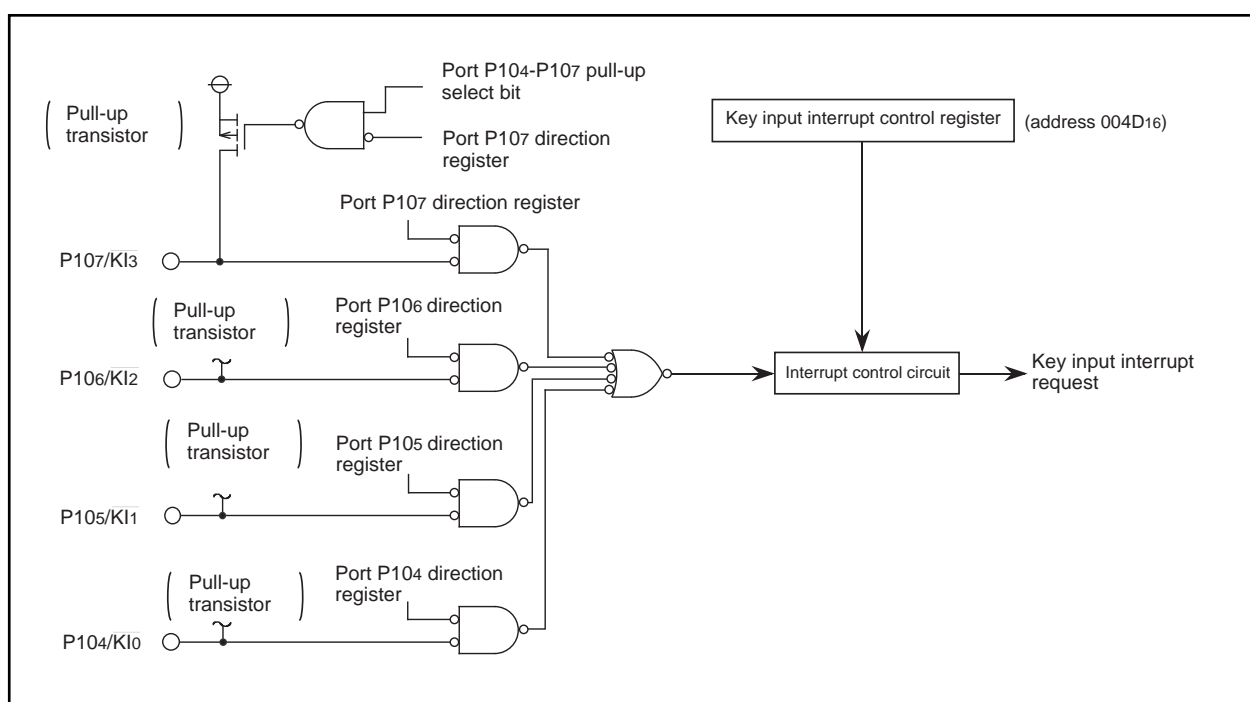 Port P104-P107 pull-up
select bit
Pull-up
transistor
Port P107 direction
register
Key input interrupt control register
(address 004D16)
Port P107 direction register
P107/KI3
Pull-up
transistor
Port P106 direction
register
P106/KI2
Interrupt control circuit
Key input interrupt
request
Pull-up
transistor
Port P105 direction
register
P105/KI1
Pull-up
transistor
Port P104 direction
register
P104/KI0